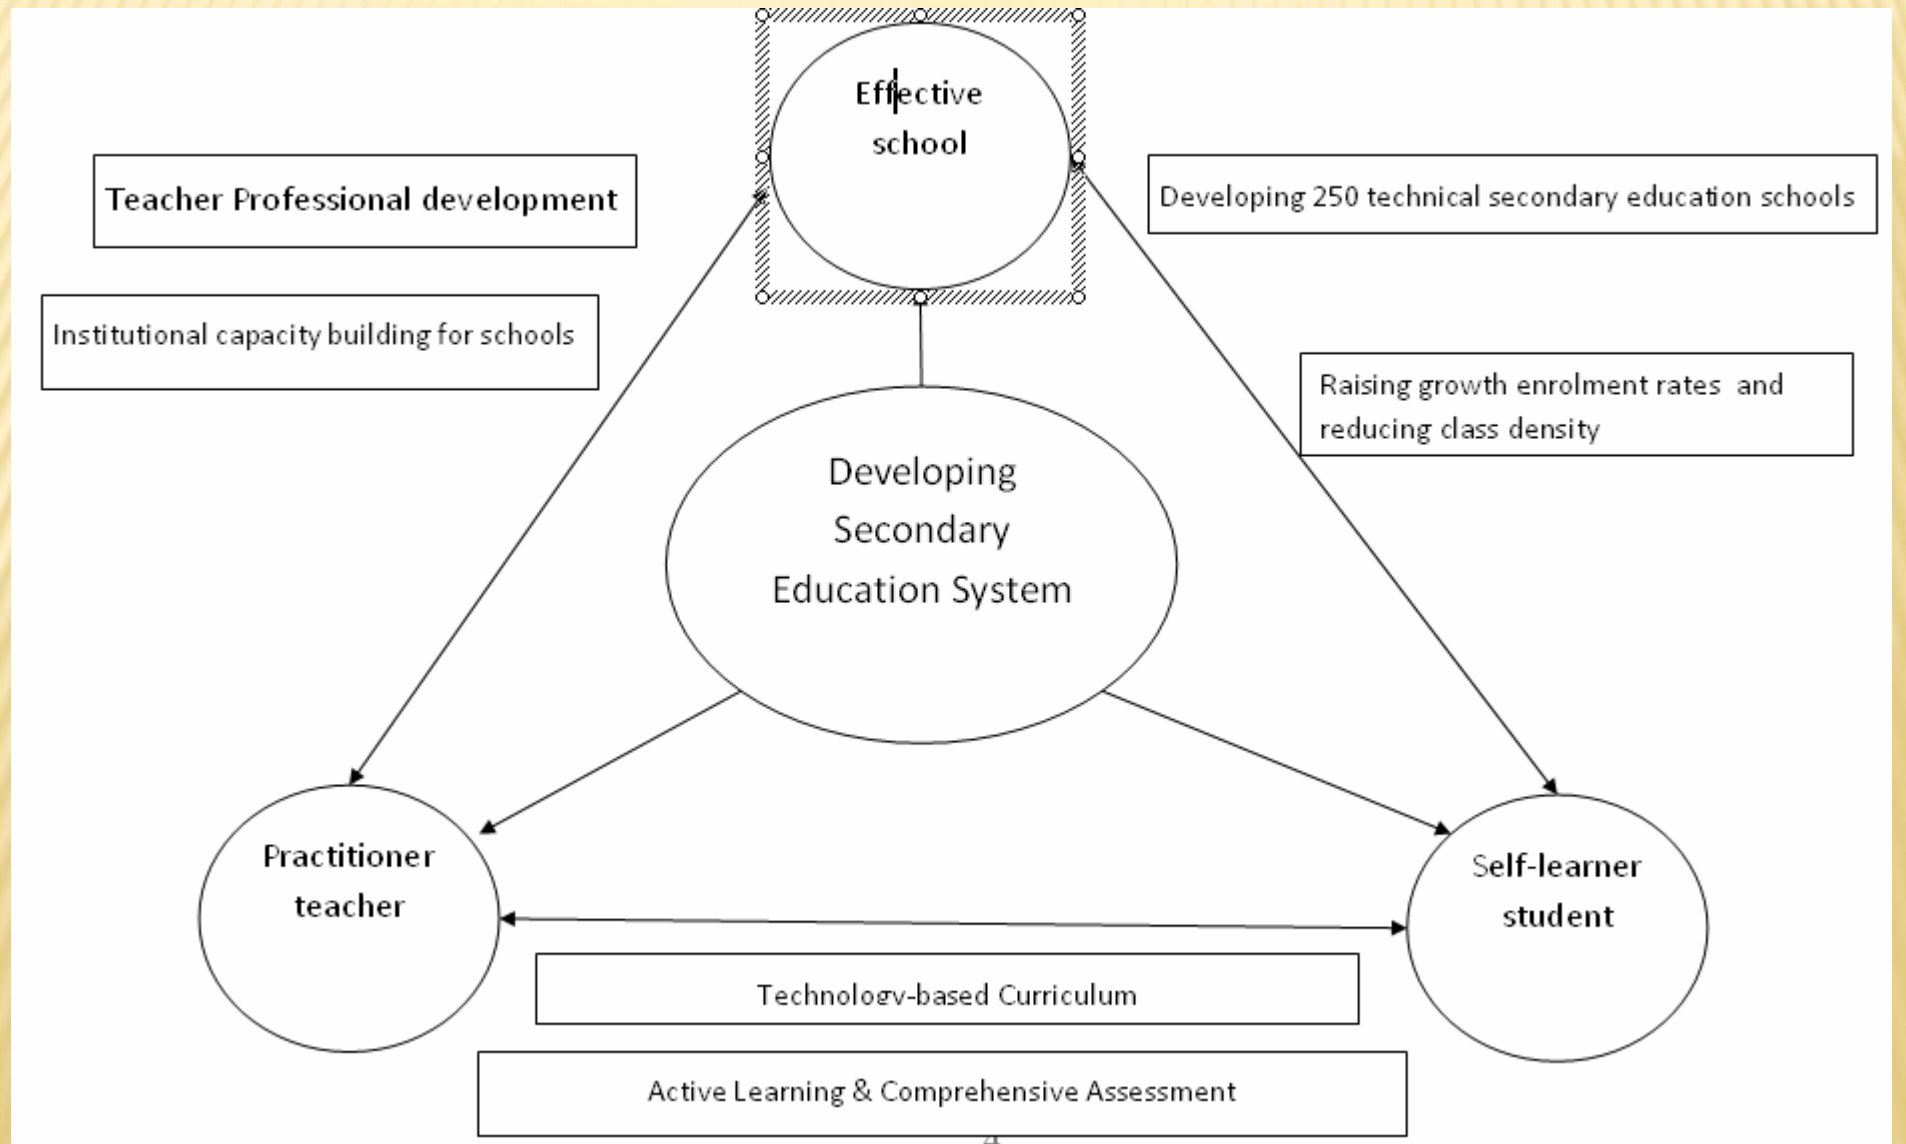 Effective
school
Teacher Professional development
Developing 250 technical secondary education schools
Institutional capacity building for schools
Raising growth enrolment rates and
reducing class density
Developing
Secondary
Education System
Practitioner
teacher
Self-learner
student
Technology-based Curriculum
Active Learning & Comprehensive Assessment
4